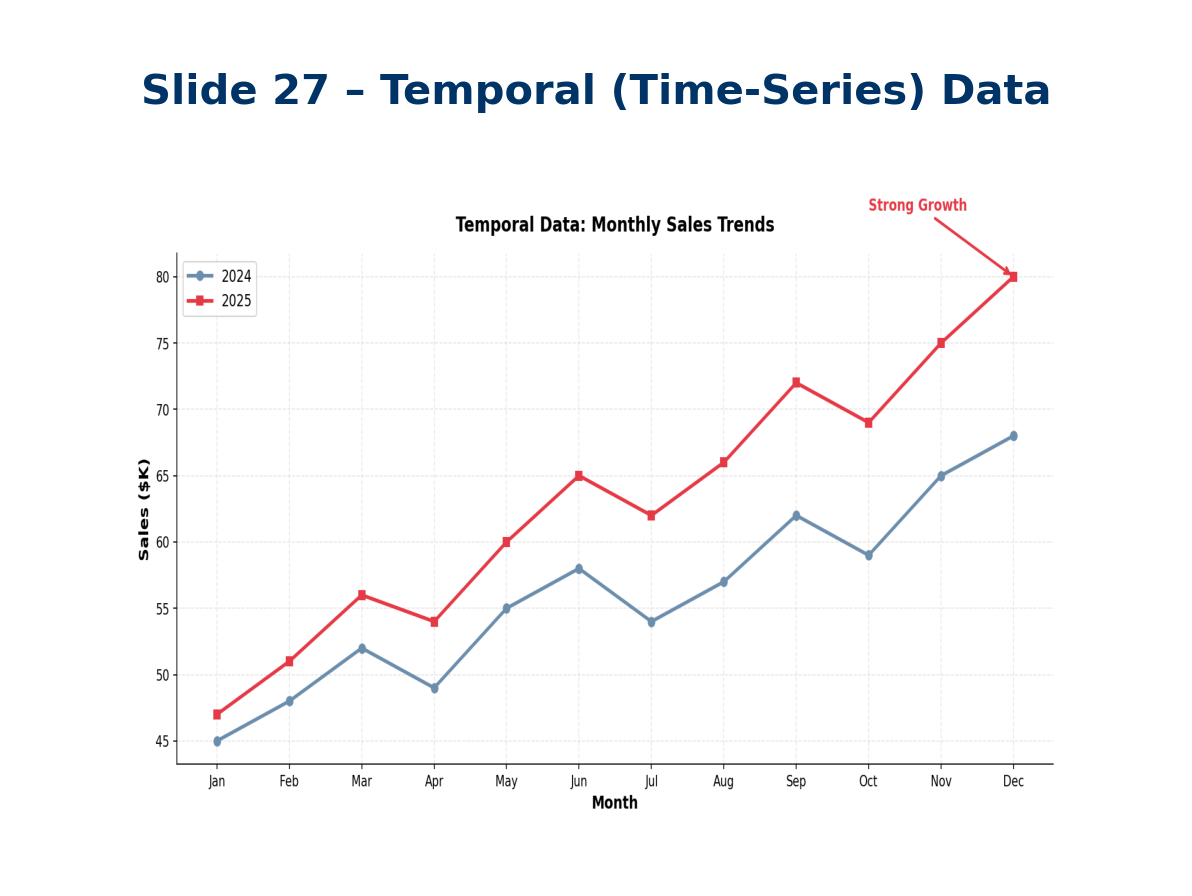 Slide 27 – Temporal (Time-Series) Data
Strong Growth
Temporal Data: Monthly Sales Trends
2024
2025
80
75
70
65
60
55
50
45
Sales ($K)
Jan Feb Mar Apr May Jun Jul Aug Sep Oct Nov Dec
Month